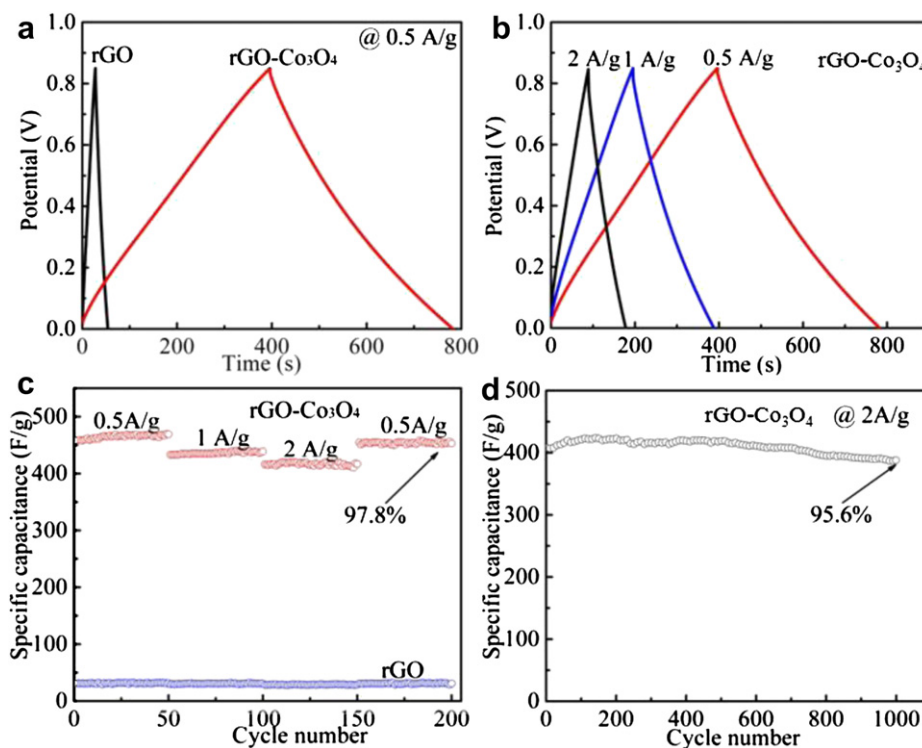 a
rGO
rGO-Co₃O₄
@ 0.5 A/g
Potential (V)
1.0
0.8
0.6
0.4
0.2
0.0
0 200 400 600 800
Time (s)
b
2 A/g 1 A/g 0.5 A/g
rGO-Co₃O
Potential (V)
1.0
0.8
0.6
0.4
0.2
0.0
0 200 400 600 800
Time (s)
c
rGO-Co₃O₄
0.5A/g
1 A/g
2 A/g
0.5A/g
97.8%
rGO
Specific capacitance (F/g)
500
400
300
200
100
0
0 50 100 150 200
Cycle number
d
rGO-Co₃O₄ @ 2A/g
95.6%
Specific capacitance (F/g)
500
400
300
200
100
0
0 200 400 600 800 1000
Cycle number